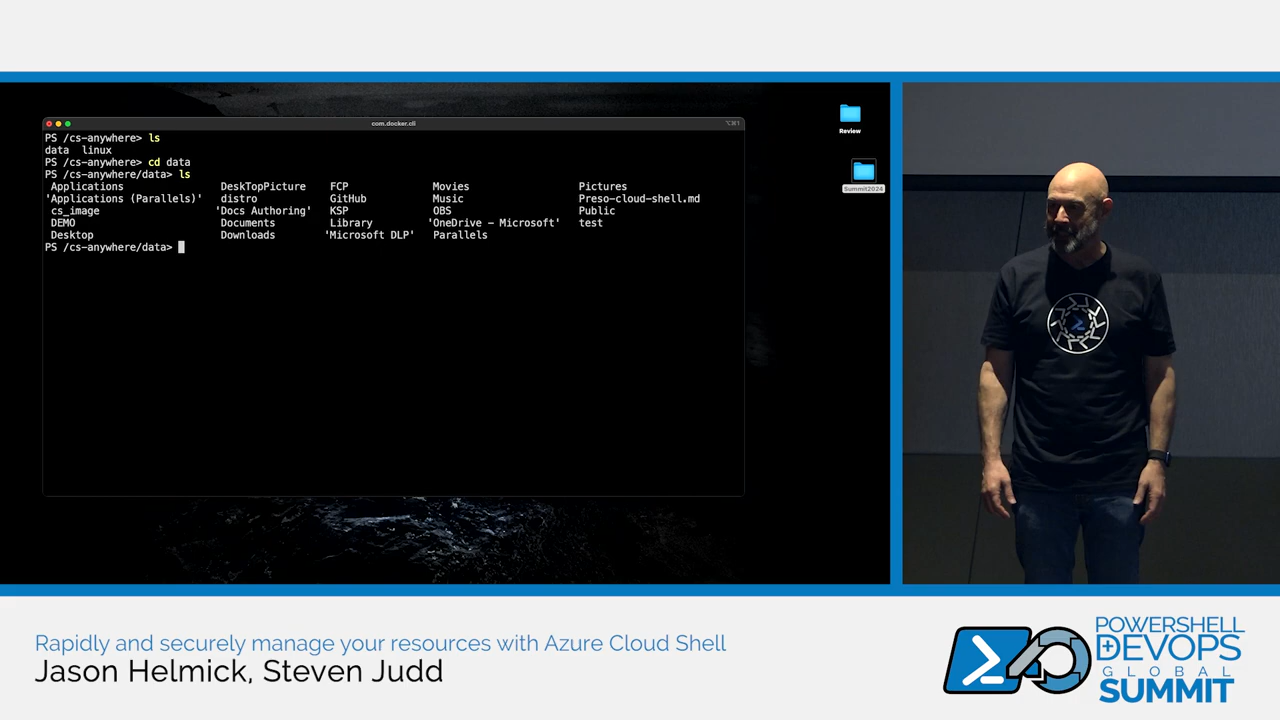 com.docker.cli
⌥⌘1
PS /cs-anywhere> ls
data linux
PS /cs-anywhere> cd data
PS /cs-anywhere/data> ls
Applications DeskTopPicture FCP Movies Pictures
'Applications (Parallels)' distro GitHub Music Preso-cloud-shell.md
cs_image 'Docs Authoring' KSP OBS Public
DEMO Documents Library 'OneDrive - Microsoft' test
Desktop Downloads 'Microsoft DLP' Parallels
PS /cs-anywhere/data>
Review
Summit2024
Rapidly and securely manage your resources with Azure Cloud Shell
Jason Helmick, Steven Judd
POWERSHELL
DEVOPS
GLOBAL
SUMMIT